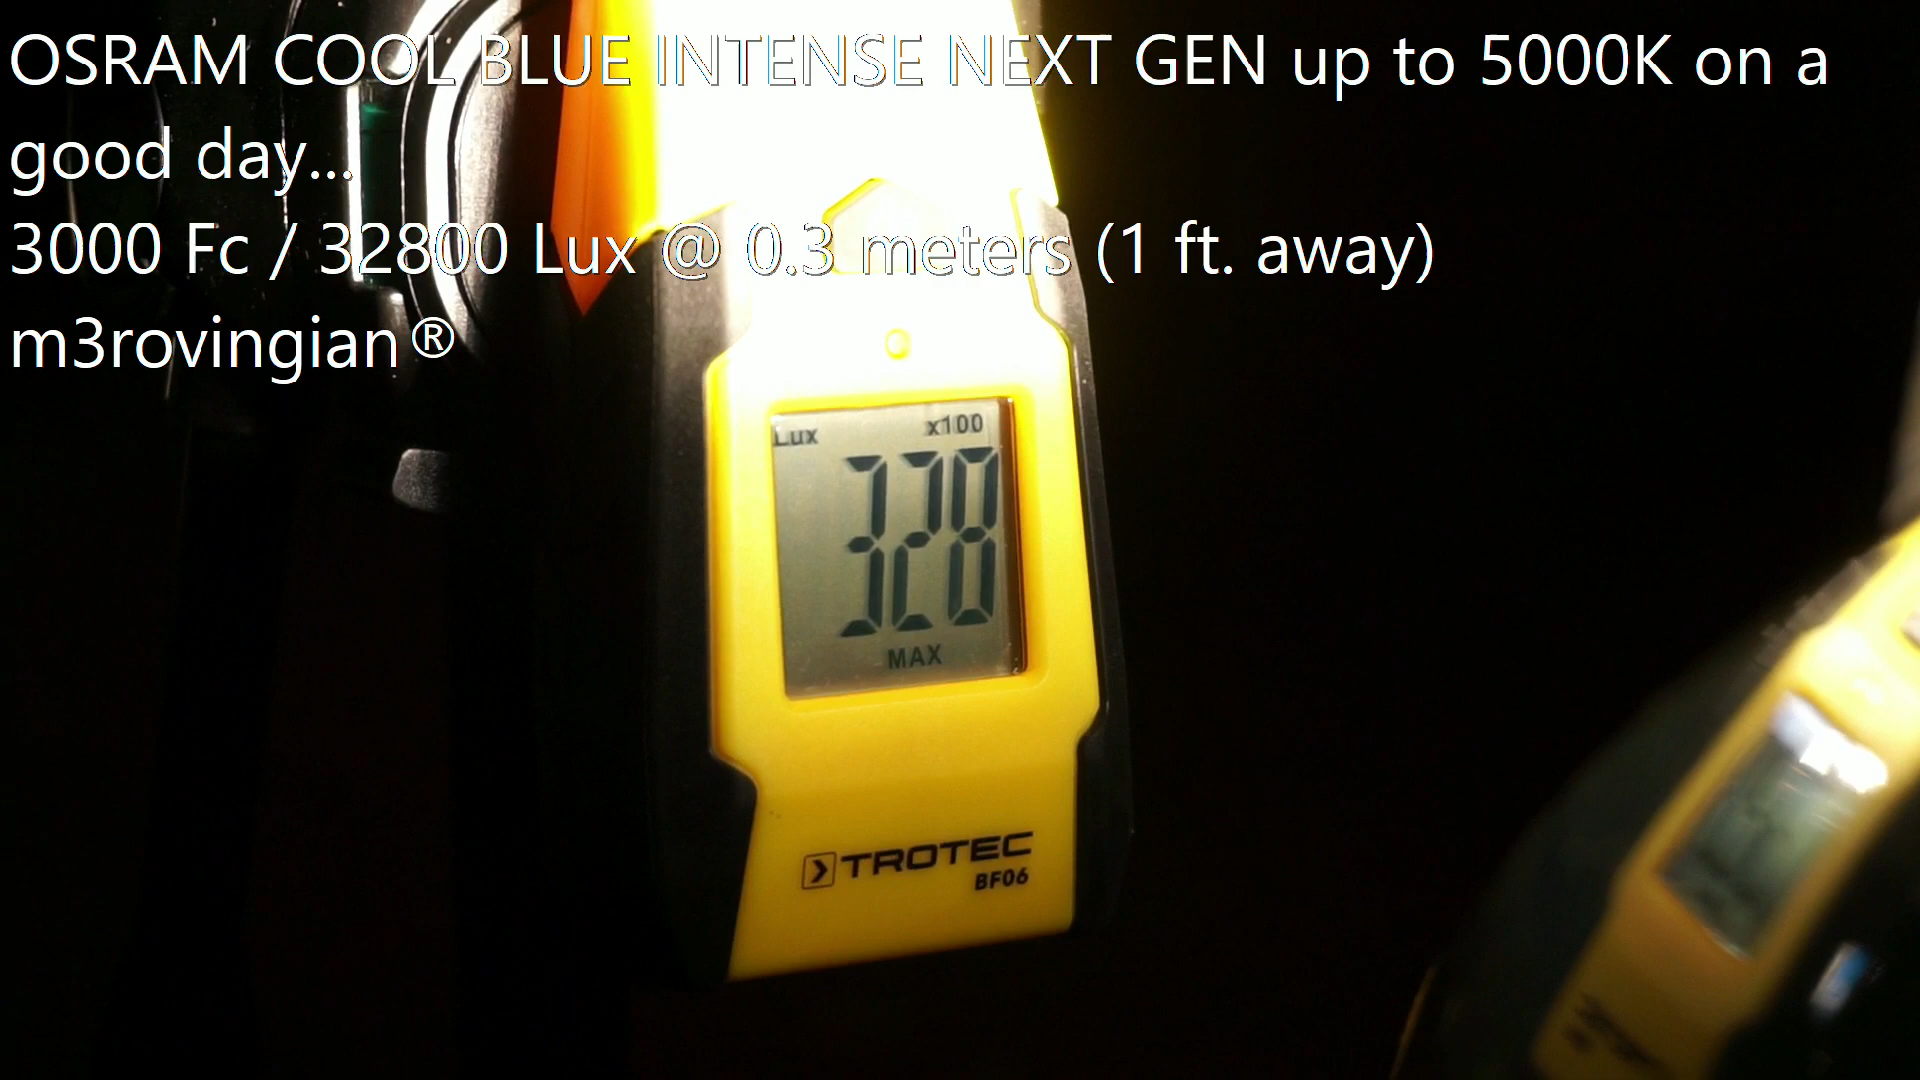 OSRAM COOL BLUE INTENSE NEXT GEN up to 5000K on a
good day...
3000 Fc / 32800 Lux @ 0.3 meters (1 ft. away)
m3rovingian®
Lux x100
328
MAX
TROTEC
BF06